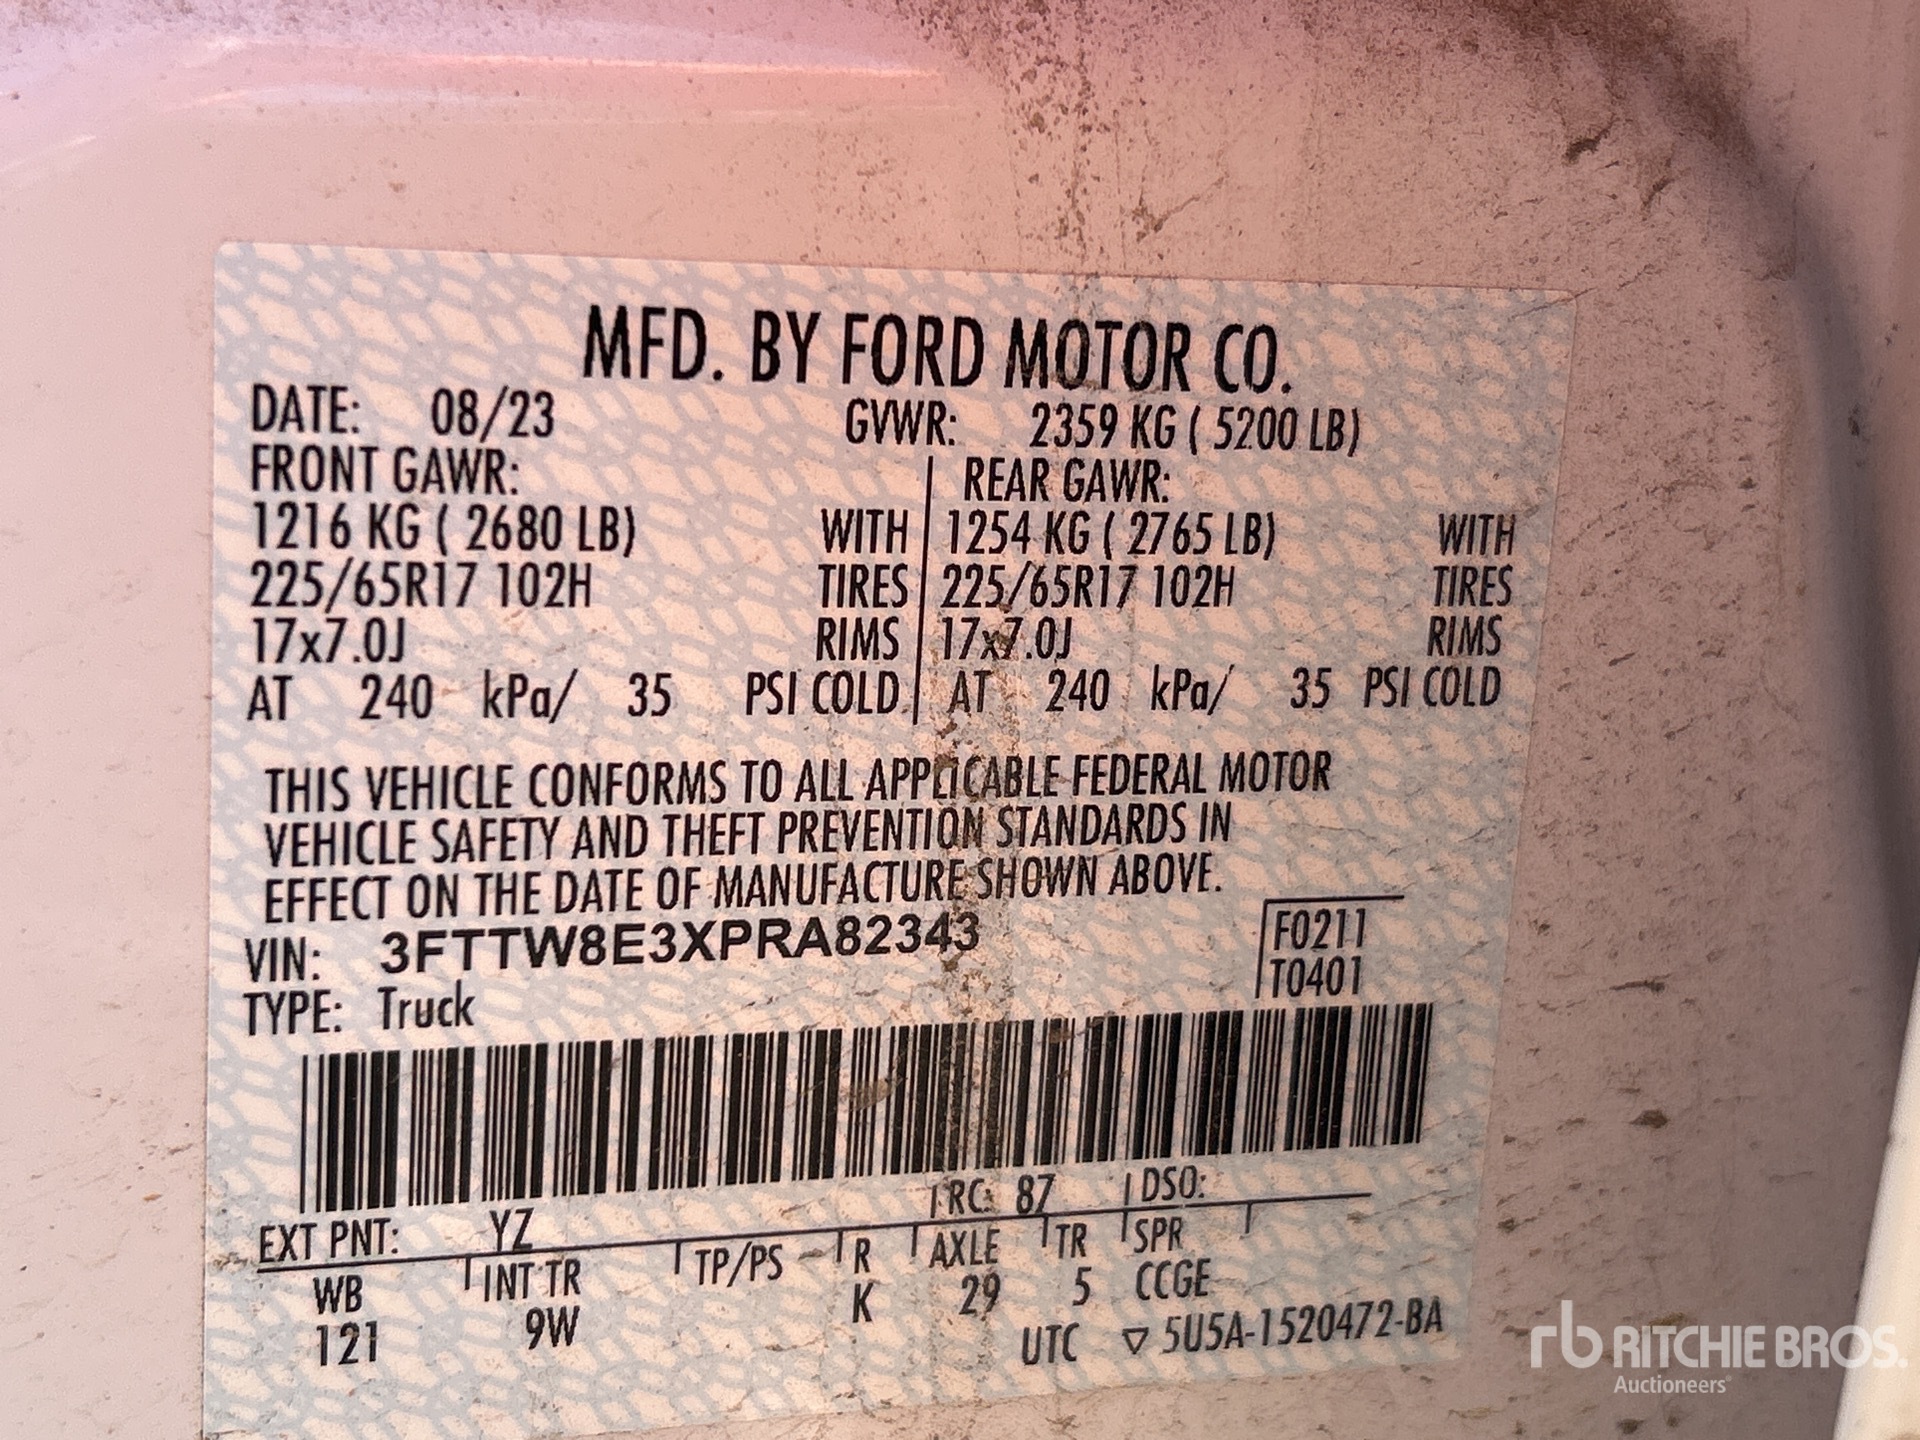 MFD. BY FORD MOTOR CO.
DATE: 08/23 GVWR: 2359 KG ( 5200 LB)
FRONT GAWR: REAR GAWR:
1216 KG ( 2680 LB) WITH 1254 KG ( 2765 LB) WITH
225/65R17 102H TIRES 225/65R17 102H TIRES
17x7.0J RIMS 17x7.0J RIMS
AT 240 kPa/ 35 PSI COLD AT 240 kPa/ 35 PSI COLD
THIS VEHICLE CONFORMS TO ALL APPLICABLE FEDERAL MOTOR
VEHICLE SAFETY AND THEFT PREVENTION STANDARDS IN
EFFECT ON THE DATE OF MANUFACTURE SHOWN ABOVE.
VIN: 3FTTW8E3XPRA82343 F0211
TYPE: Truck T0401
EXT PNT: YZ RC: 87 DSO:
WB INT TR TP/PS R AXLE TR SPR
121 9W K 29 5 CCGE
UTC ▽ 5U5A-1520472-BA
rb RITCHIE BROS.
Auctioneers